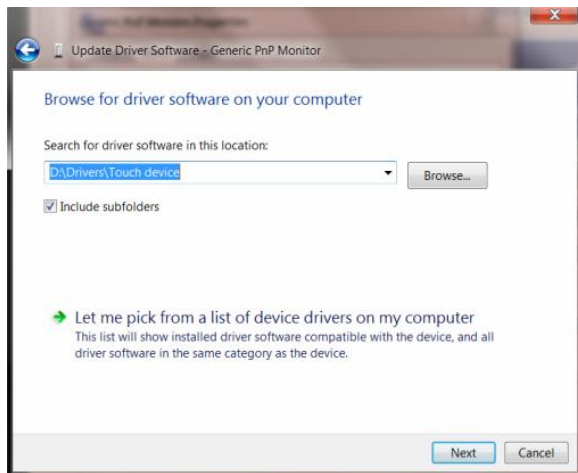 Update Driver Software - Generic PnP Monitor
Browse for driver software on your computer
Search for driver software in this location:
D:\Drivers\Touch device
Browse...
Include subfolders
Let me pick from a list of device drivers on my computer
This list will show installed driver software compatible with the device, and all
driver software in the same category as the device.
Next
Cancel